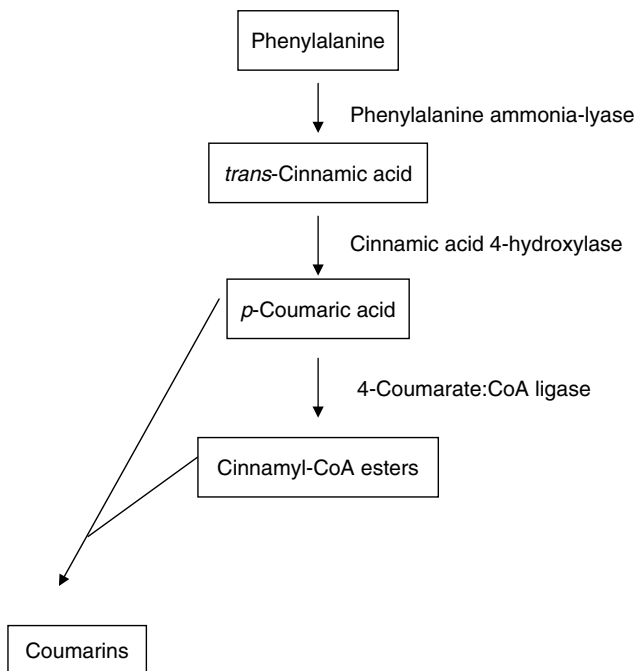 Phenylalanine
Phenylalanine ammonia-lyase
trans-Cinnamic acid
Cinnamic acid 4-hydroxylase
p-Coumaric acid
4-Coumarate:CoA ligase
Cinnamyl-CoA esters
Coumarins